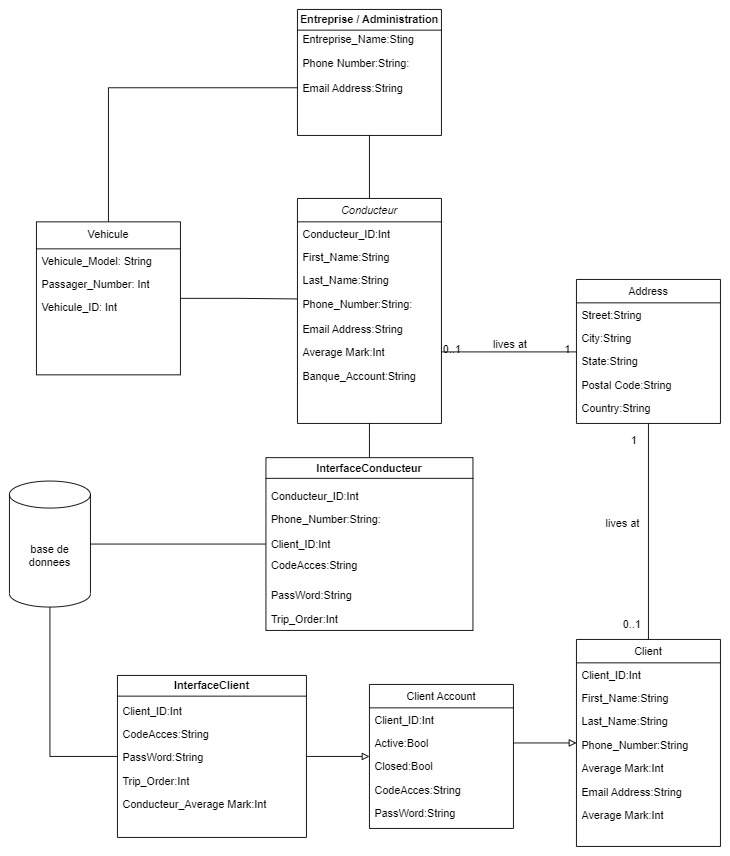 Entreprise / Administration
Entreprise_Name:Sting
Phone Number:String:
Email Address:String
Conducteur
Conducteur_ID:Int
First_Name:String
Last_Name:String
Phone_Number:String:
Email Address:String
Average Mark:Int
Banque_Account:String
Vehicule
Vehicule_Model: String
Passager_Number: Int
Vehicule_ID: Int
Address
Street:String
City:String
State:String
Postal Code:String
Country:String
0..1
lives at
1
1
lives at
0..1
InterfaceConducteur
Conducteur_ID:Int
Phone_Number:String:
Client_ID:Int
CodeAcces:String
PassWord:String
Trip_Order:Int
base de
donnees
InterfaceClient
Client_ID:Int
CodeAcces:String
PassWord:String
Trip_Order:Int
Conducteur_Average Mark:Int
Client Account
Client_ID:Int
Active:Bool
Closed:Bool
CodeAcces:String
PassWord:String
Client
Client_ID:Int
First_Name:String
Last_Name:String
Phone_Number:String
Average Mark:Int
Email Address:String
Average Mark:Int